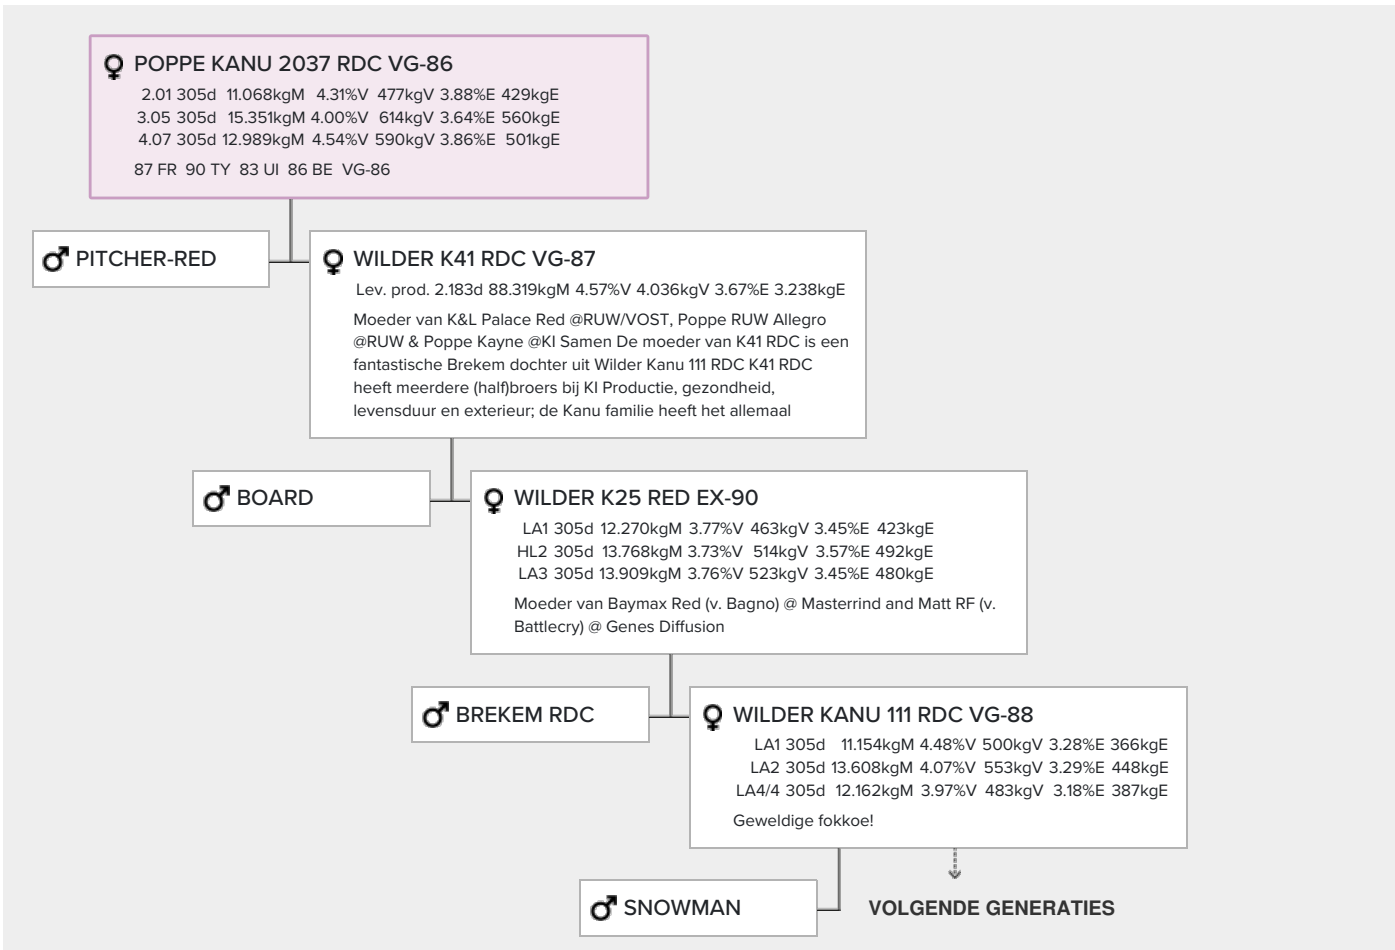 POPPE KANU 2037 RDC VG-86
2.01 305d 11.068kgM 4.31%V 477kgV 3.88%E 429kgE
3.05 305d 15.351kgM 4.00%V 614kgV 3.64%E 560kgE
4.07 305d 12.989kgM 4.54%V 590kgV 3.86%E 501kgE
87 FR 90 TY 83 UI 86 BE VG-86
PITCHER-RED
WILDER K41 RDC VG-87
Lev. prod. 2.183d 88.319kgM 4.57%V 4.036kgV 3.67%E 3.238kgE
Moeder van K&L Palace Red @RUW/VOST, Poppe RUW Allegro
@RUW & Poppe Kayne @KI Samen De moeder van K41 RDC is een
fantastische Brekem dochter uit Wilder Kanu 111 RDC K41 RDC
heeft meerdere (half)broers bij KI Productie, gezondheid,
levensduur en exterieur; de Kanu familie heeft het allemaal
BOARD
WILDER K25 RED EX-90
LA1 305d 12.270kgM 3.77%V 463kgV 3.45%E 423kgE
HL2 305d 13.768kgM 3.73%V 514kgV 3.57%E 492kgE
LA3 305d 13.909kgM 3.76%V 523kgV 3.45%E 480kgE
Moeder van Baymax Red (v. Bagno) @ Masterrind and Matt RF (v.
Battlecry) @ Genes Diffusion
BREKEM RDC
WILDER KANU 111 RDC VG-88
LA1 305d 11.154kgM 4.48%V 500kgV 3.28%E 366kgE
LA2 305d 13.608kgM 4.07%V 553kgV 3.29%E 448kgE
LA4/4 305d 12.162kgM 3.97%V 483kgV 3.18%E 387kgE
Geweldige fokkoe!
SNOWMAN
VOLGENDE GENERATIES